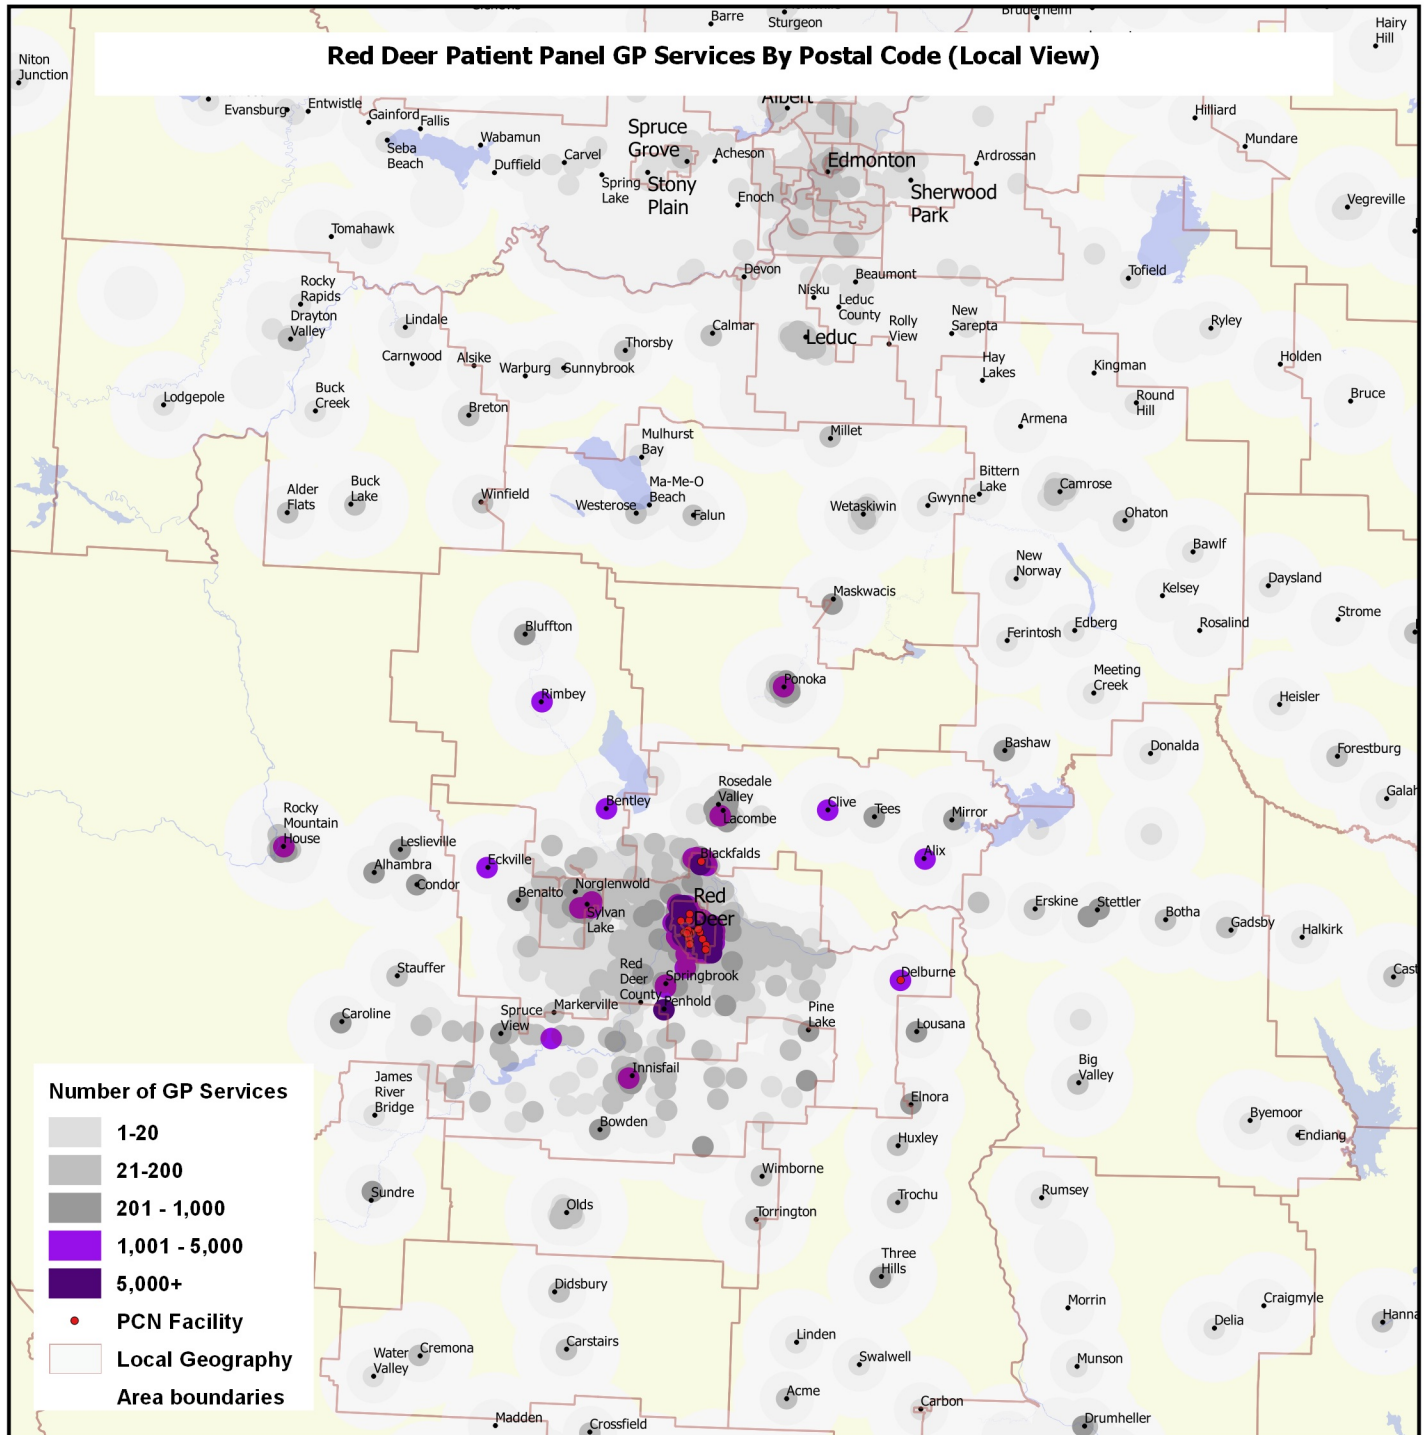 Barre
Sturgeon
Hairy
Hill
Niton
Junction
Red Deer Patient Panel GP Services By Postal Code (Local View)
Evansburg
Entwistle
Albert
Hilliard
Gainford
Fallis
Mundare
Seba
Beach
Wabamun
Duffield
Carvel
Spruce
Grove
Acheson
Edmonton
Ardrossan
Spring
Lake
Stony
Plain
Enoch
Sherwood
Park
Vegreville
Tomahawk
Devon
Beaumont
Tofield
Rocky
Rapids
Drayton
Valley
Lindale
Nisku
Leduc
County
Rolly
View
New
Sarepta
Ryley
Calmar
Leduc
Thorsby
Carnwood
Alsike
Warburg
Sunnybrook
Hay
Lakes
Kingman
Holden
Lodgepole
Buck
Creek
Breton
Round
Hill
Bruce
Armena
Millet
Mulhurst
Bay
Alder
Flats
Buck
Lake
Winfield
Westerose
Ma-Me-O
Beach
Falun
Wetaskiwin
Gwynne
Bittern
Lake
Camrose
Ohaton
Bawlf
New
Norway
Daysland
Kelsey
Maskwacis
Strome
Bluffton
Ferintosh
Edberg
Rosalind
Rimbey
Ponoka
Meeting
Creek
Heisler
Bashaw
Donalda
Forestburg
Galah
Rocky
Mountain
House
Bentley
Rosedale
Valley
Lacombe
Clive
Tees
Mirror
Leslieville
Alhambra
Condor
Eckville
Blackfalds
Alix
Benalto
Norglenwold
Sylvan
Lake
Red
Deer
Erskine
Stettler
Botha
Gadsby
Halkirk
Stauffer
Red
Deer
County
Springbrook
Penhold
Delburne
Cast
Caroline
Spruce
View
Markerville
Pine
Lake
Lousana
Innisfail
Big
Valley
James
River
Bridge
Elnora
Byemoor
Endiang
Bowden
Huxley
Number of GP Services
1-20
21-200
201 - 1,000
1,001 - 5,000
5,000+
PCN Facility
Local Geography
Area boundaries
Sundre
Olds
Wimborne
Torrington
Trochu
Rumsey
Three
Hills
Didsbury
Morrin
Craigmyle
Delia
Hanna
Water
Valley
Cremona
Carstairs
Linden
Swalwell
Munson
Acme
Carbon
Madden
Crossfield
Drumheller